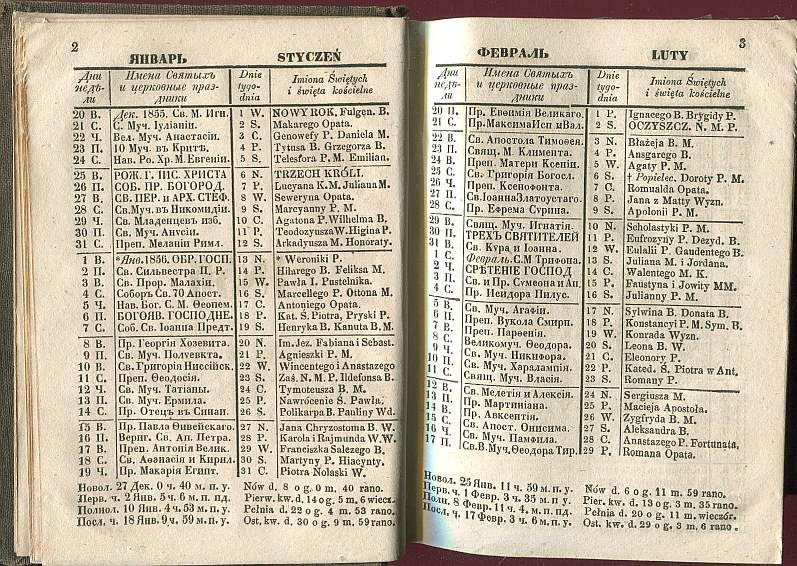 2
ЯНВАРЬ STYCZEŃ
Дни недѣли Имена Святыхъ и церковные праздники Dnie tygodnia Imiona Świętych i święta kościelne
20 В. Дек. 1855. Св. М. Игн. 1 W. NOWY ROK, Fulgen. B.
21 С. С. Муч. Іуліаніи. 2 S. Makarego Opata.
22 Ч. Вел. Муч. Анастасіи. 3 C. Genowefy P. Daniela M.
23 П. 10 Муч. въ Критѣ. 4 P. Tytusa B. Grzegorza B.
24 С. Нав. Ро. Хр. М. Евгеніи. 5 S. Telesfora P. M. Emilian.
25 В. РОЖ. Г. ІИС. ХРИСТА 6 N. TRZECH KRÓLI.
26 П. СОБ. ПР. БОГОРОД. 7 P. Lucyana K. M. Juliana M.
27 В. СВ. ПЕР. и АРХ. СТЕФ. 8 W. Seweryna Opata.
28 С. Св. Муч. въ Никомидіи. 9 S. Marcyanny P. M.
29 Ч. Св. Младенцевъ изб. 10 C. Agatona P. Wilhelma B.
30 П. Св. Муч. Анисіи. 11 P. Teodozyusza W. Higina P.
31 С. Преп. Меланіи Римл. 12 S. Arkadyusza M. Honoraty.
1 В. *Янв. 1856. ОБР. ГОСП. 13 N. * Weroniki P.
2 П. Св. Сильвестра П. Р. 14 P. Hilarego B. Feliksa M.
3 В. Св. Прор. Малахіи. 15 W. Pawła I. Pustelnika.
4 С. Соборъ Св. 70 Апост. 16 S. Marcellego P. Ottona M.
5 Ч. Нав. Бог. С. М. Ѳеопем. 17 C. Antoniego Opata.
6 П. БОГОЯВ. ГОСПОДНЕ. 18 P. Kat. S. Piotra, Pryski P.
7 С. Соб. Св. Іоанна Предт. 19 S. Henryka B. Kanuta B. M.
8 В. Пр. Георгія Хозевита. 20 N. Im. Jez. Fabiana i Sebast.
9 П. Св. Муч. Полуевкта. 21 P. Agnieszki P. M.
10 В. Св. Григорія Ниссійск. 22 W. Wincentego i Anastazego
11 С. Преп. Ѳеодосія. 23 S. Zaś. N. M. P. Ildefonsa B.
12 Ч. Св. Муч. Татіаны. 24 C. Tymoteusza B. M.
13 П. Св. Муч. Ермила. 25 P. Nawrócenie S. Pawła.
14 С. Пр. Отецъ въ Синаи. 26 S. Polikarpa B. Pauliny Wd.
15 В. Пр. Павла Ѳивейскаго. 27 N. Jana Chryzostoma B. W.
16 П. Вериг. Св. Ап. Петра. 28 P. Karola i Rajmunda W. W.
17 В. Преп. Антонія Велик. 29 W. Franciszka Salezego B.
18 С. Св. Аѳанасія и Кирил. 30 S. Martyny P. Hiacynty.
19 Ч. Пр. Макарія Египт. 31 C. Piotra Nolaski W.
Новол. 27 Дек. 0 ч. 40 м. п. у. Nów d. 8 o g. 0 m. 40 rano.
Перв. ч. 2 Янв. 5 ч. 6 м. п. пд. Pierw. kw. d. 14 o g. 5 m. 6 wiecz.
Полнол. 10 Янв. 4 ч. 53 м. п. у. Pełnia d. 22 o g. 4 m. 53 rano.
Посл. ч. 18 Янв. 9 ч. 59 м. п. у. Ost. kw. d. 30 o g. 9 m. 59 rano.
3
ФЕВРАЛЬ LUTY
Дни недѣли Имена Святыхъ и церковные праздники Dnie tygodnia Imiona Świętych i święta kościelne
20 П. Пр. Евѳимія Великаго. 1 P. Ignacego B. Brygidy P.
21 С. Пр. Максима Исп. и Вал. 2 S. OCZYSZCZ. N. M. P.
22 В. Св. Апостола Тимоѳея. 3 N. Błażeja B. M.
23 П. Свящ. М. Климента. 4 P. Ansgarego B.
24 В. Преп. Матери Ксеніи. 5 W. Agaty P. M.
25 С. Св. Григорія Богосл. 6 S. † Popielec. Doroty P. M.
26 Ч. Преп. Ксенофонта. 7 C. Romualda Opata.
27 П. Св. Іоанна Златоустаго. 8 P. Jana z Matty Wyzn.
28 С. Пр. Ефрема Сирина. 9 S. Apolonii P. M.
29 В. Свящ. Муч. Игнатія. 10 N. Scholastyki P. M.
30 П. ТРЕХЪ СВЯТИТЕЛЕЙ 11 P. Eufrozyny P. Dezyd. B.
31 В. Св. Кура и Іоанна. 12 W. Eulalii P. Gaudentego B.
1 С. Февраль. С. М Трифона. 13 S. Juliana M. i Jordana.
2 Ч. СРѢТЕНІЕ ГОСПОД 14 C. Walentego M. K.
3 П. Св. и Пр. Сумеона и Ан. 15 P. Faustyna i Jowity MM.
4 С. Пр. Исидора Пилус. 16 S. Julianny P. M.
5 В. Св. Муч. Агафіи. 17 N. Sylwina B. Donata B.
6 П. Преп. Вукола Смирн. 18 P. Konstancyi P. M. Sym. B.
7 В. Преп. Парѳенія. 19 W. Konrada Wyzn.
8 С. Великомуч. Ѳеодора. 20 S. Leona B. W.
9 Ч. Св. Муч. Никифора. 21 C. Eleonory P.
10 П. Св. Муч. Харалампія. 22 P. Kated. Ś. Piotra w Ant.
11 С. Свящ. Муч. Власія. 23 S. Romany P.
12 В. Св. Мелетія и Алексія. 24 N. Sergiusza M.
13 П. Пр. Мартиніана. 25 P. Macieja Apostoła.
14 В. Пр. Авксентія. 26 W. Zygfryda B. M.
15 С. Св. Апост. Онисима. 27 S. Aleksandra B.
16 Ч. Св. Муч. Памфила. 28 C. Anastazego P. Fortunata.
17 П. Св. В. Муч. Ѳеодора Тир. 29 P. Romana Opata.
Новол. 25 Янв. 11 ч. 59 м. п. у. Nów d. 6 o g. 11 m. 59 rano.
Перв. ч. 1 Февр. 3 ч. 35 м. п. у. Pier. kw. d. 13 o g. 3 m. 35 rano.
Полн. 8 Февр. 11 ч. 4. м. п. пд. Pełnia d. 20 o g. 11 m. wieczór.
Посл. ч. 17 Февр. 3 ч. 6 м. п. у. Ost. kw. d. 29 o g. 3 m. 6 rano.